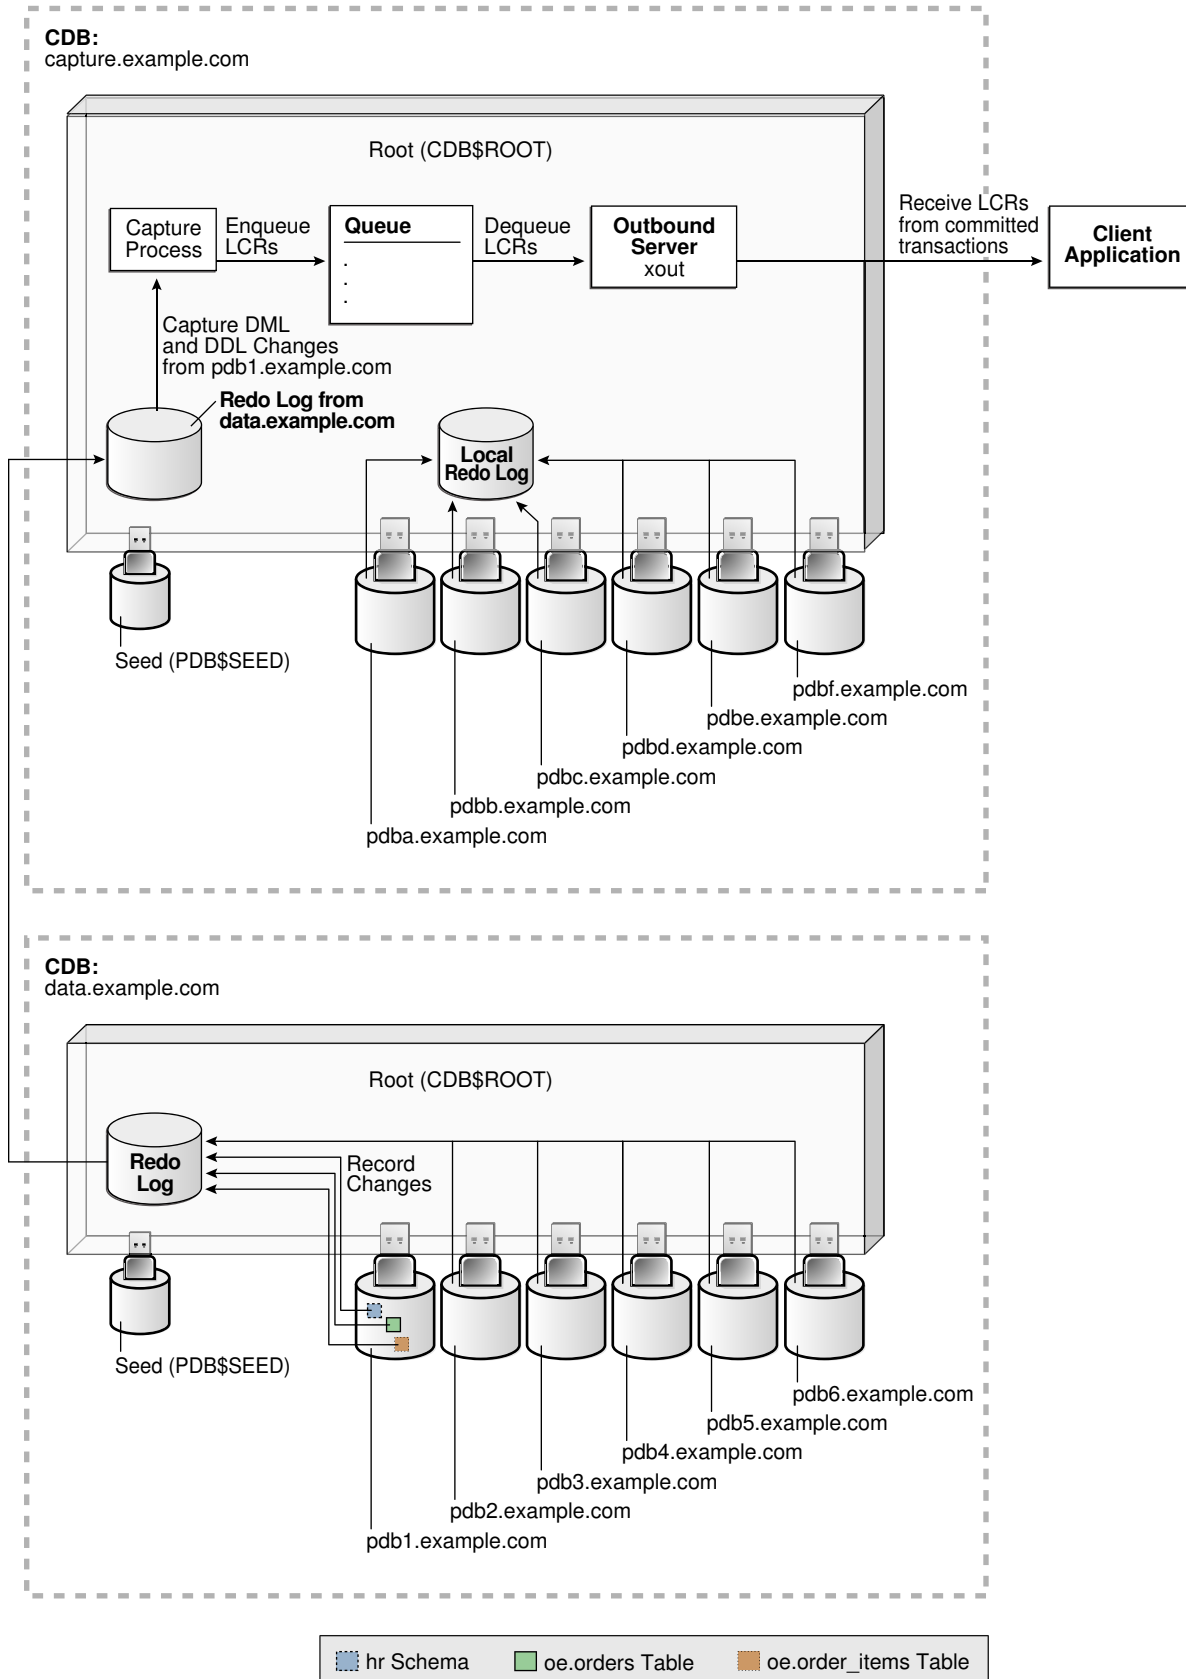 CDB:
capture.example.com
Root (CDB$ROOT)
Capture
Process
Enqueue
LCRs
Queue
.
.
.
Dequeue
LCRs
Outbound
Server
xout
Receive LCRs
from committed
transactions
Client
Application
Capture DML
and DDL Changes
from pdb1.example.com
Redo Log from
data.example.com
Local
Redo Log
Seed (PDB$SEED)
pdbf.example.com
pdbe.example.com
pdbd.example.com
pdbc.example.com
pdbb.example.com
pdba.example.com
CDB:
data.example.com
Root (CDB$ROOT)
Redo
Log
Record
Changes
Seed (PDB$SEED)
pdb6.example.com
pdb5.example.com
pdb4.example.com
pdb3.example.com
pdb2.example.com
pdb1.example.com
hr Schema
oe.orders Table
oe.order_items Table